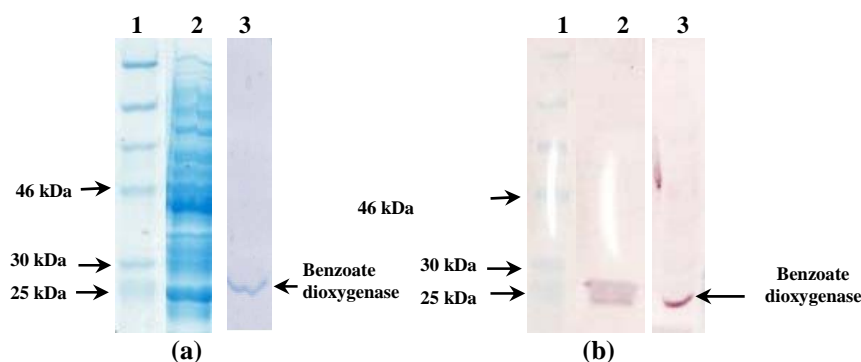 1 2 3
46 kDa
30 kDa
25 kDa
Benzoate
dioxygenase
(a)
1 2 3
46 kDa
30 kDa
25 kDa
Benzoate
dioxygenase
(b)